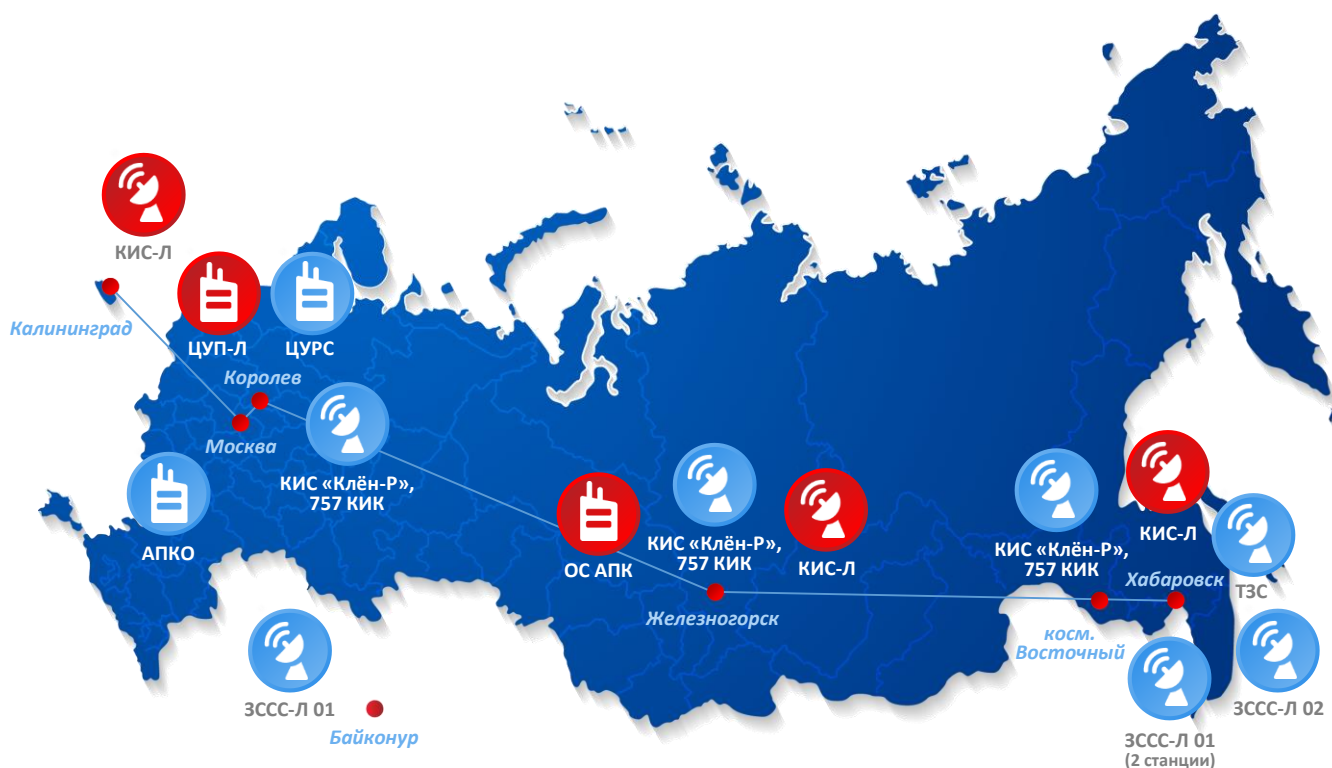 КИС-Л
Калининград
ЦУП-Л
ЦУРС
Королев
Москва
КИС «Клён-Р»,
757 КИК
АПКО
ОС АПК
КИС «Клён-Р»,
757 КИК
КИС-Л
КИС «Клён-Р»,
757 КИК
КИС-Л
Хабаровск
ТЗС
Железногорск
косм.
Восточный
ЗССС-Л 01
Байконур
ЗССС-Л 01
(2 станции)
ЗССС-Л 02